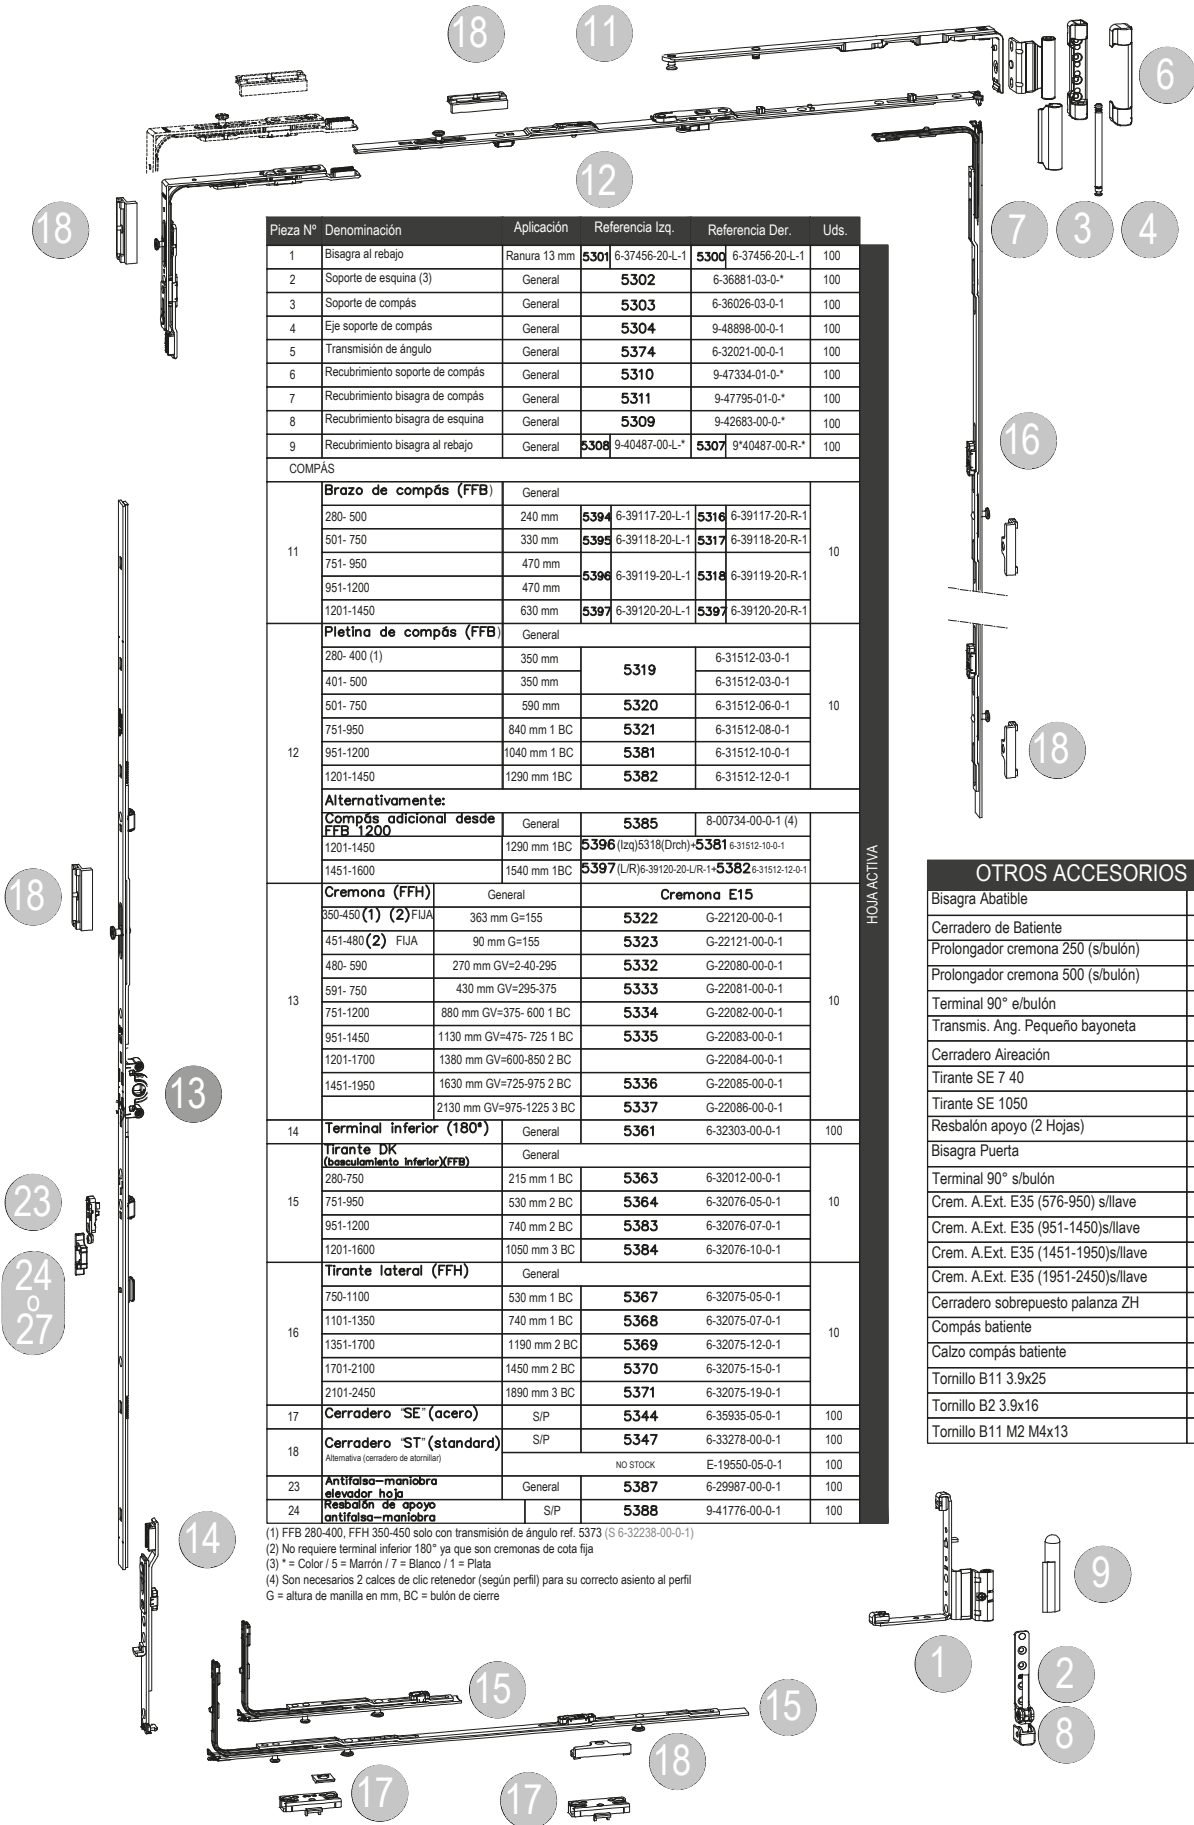 18
11
6
12
18
7
3
4
Pieza Nº Denominación Aplicación Referencia Izq. Referencia Der. Uds.
1 Bisagra al rebajo Ranura 13 mm 5301 6-37456-20-L-1 5300 6-37456-20-L-1 100
2 Soporte de esquina (3) General 5302 6-36881-03-0-* 100
3 Soporte de compás General 5303 6-36026-03-0-1 100
4 Eje soporte de compás General 5304 9-48898-00-0-1 100
5 Transmisión de ángulo General 5374 6-32021-00-0-1 100
6 Recubrimiento soporte de compás General 5310 9-47334-01-0-* 100
7 Recubrimiento bisagra de compás General 5311 9-47795-01-0-* 100
8 Recubrimiento bisagra de esquina General 5309 9-42683-00-0-* 100
9 Recubrimiento bisagra al rebajo General 5308 9-40487-00-L-* 5307 9*40487-00-R-* 100
COMPÁS
11 Brazo de compás (FFB) General 10
280- 500 240 mm 5394 6-39117-20-L-1 5316 6-39117-20-R-1
501- 750 330 mm 5395 6-39118-20-L-1 5317 6-39118-20-R-1
751- 950 470 mm 5396 6-39119-20-L-1 5318 6-39119-20-R-1
951-1200 470 mm
1201-1450 630 mm 5397 6-39120-20-L-1 5397 6-39120-20-R-1
12 Pletina de compás (FFB) General 10
280- 400 (1) 350 mm 5319 6-31512-03-0-1
401- 500 350 mm 6-31512-03-0-1
501- 750 590 mm 5320 6-31512-06-0-1
751-950 840 mm 1 BC 5321 6-31512-08-0-1
951-1200 1040 mm 1 BC 5381 6-31512-10-0-1
1201-1450 1290 mm 1BC 5382 6-31512-12-0-1
Alternativamente:
Compás adicional desde FFB 1200 General 5385 8-00734-00-0-1 (4)
1201-1450 1290 mm 1BC 5396 (Izq)5318(Drch)+5381 6-31512-10-0-1
1451-1600 1540 mm 1BC 5397 (L/R)6-39120-20-L/R-1+5382 6-31512-12-0-1
13 Cremona (FFH) General Cremona E15 10
350-450 (1) (2) FIJA 363 mm G=155 5322 G-22120-00-0-1
451-480 (2) FIJA 90 mm G=155 5323 G-22121-00-0-1
480- 590 270 mm GV=2-40-295 5332 G-22080-00-0-1
591- 750 430 mm GV=295-375 5333 G-22081-00-0-1
751-1200 880 mm GV=375- 600 1 BC 5334 G-22082-00-0-1
951-1450 1130 mm GV=475- 725 1 BC 5335 G-22083-00-0-1
1201-1700 1380 mm GV=600-850 2 BC G-22084-00-0-1
1451-1950 1630 mm GV=725-975 2 BC 5336 G-22085-00-0-1
2130 mm GV=975-1225 3 BC 5337 G-22086-00-0-1
14 Terminal inferior (180°) General 5361 6-32303-00-0-1 100
15 Tirante DK (basculamiento inferior)(FFB) General 10
280-750 215 mm 1 BC 5363 6-32012-00-0-1
751-950 530 mm 2 BC 5364 6-32076-05-0-1
951-1200 740 mm 2 BC 5383 6-32076-07-0-1
1201-1600 1050 mm 3 BC 5384 6-32076-10-0-1
16 Tirante lateral (FFH) General 10
750-1100 530 mm 1 BC 5367 6-32075-05-0-1
1101-1350 740 mm 1 BC 5368 6-32075-07-0-1
1351-1700 1190 mm 2 BC 5369 6-32075-12-0-1
1701-2100 1450 mm 2 BC 5370 6-32075-15-0-1
2101-2450 1890 mm 3 BC 5371 6-32075-19-0-1
17 Cerradero "SE" (acero) S/P 5344 6-35935-05-0-1 100
18 Cerradero "ST" (standard) S/P 5347 6-33278-00-0-1 100
Alternativa (cerradero de atornillar) NO STOCK E-19550-05-0-1 100
23 Antifalsa-maniobra elevador hoja General 5387 6-29987-00-0-1 100
24 Resbalón de apoyo antifalsa-maniobra S/P 5388 9-41776-00-0-1 100
HOJA ACTIVA
(1) FFB 280-400, FFH 350-450 solo con transmisión de ángulo ref. 5373 (S 6-32238-00-0-1)
(2) No requiere terminal inferior 180° ya que son cremonas de cota fija
(3) * = Color / 5 = Marrón / 7 = Blanco / 1 = Plata
(4) Son necesarios 2 calces de clic retenedor (según perfil) para su correcto asiento al perfil
G = altura de manilla en mm, BC = bulón de cierre
16
18
18
13
23
24
o
27
14
OTROS ACCESORIOS
Bisagra Abatible
Cerradero de Batiente
Prolongador cremona 250 (s/bulón)
Prolongador cremona 500 (s/bulón)
Terminal 90° e/bulón
Transmis. Ang. Pequeño bayoneta
Cerradero Aireación
Tirante SE 7 40
Tirante SE 1050
Resbalón apoyo (2 Hojas)
Bisagra Puerta
Terminal 90° s/bulón
Crem. A.Ext. E35 (576-950) s/llave
Crem. A.Ext. E35 (951-1450)s/llave
Crem. A.Ext. E35 (1451-1950)s/llave
Crem. A.Ext. E35 (1951-2450)s/llave
Cerradero sobrepuesto palanza ZH
Compás batiente
Calzo compás batiente
Tornillo B11 3.9x25
Tornillo B2 3.9x16
Tornillo B11 M2 M4x13
9
1
2
8
15
15
18
17
17